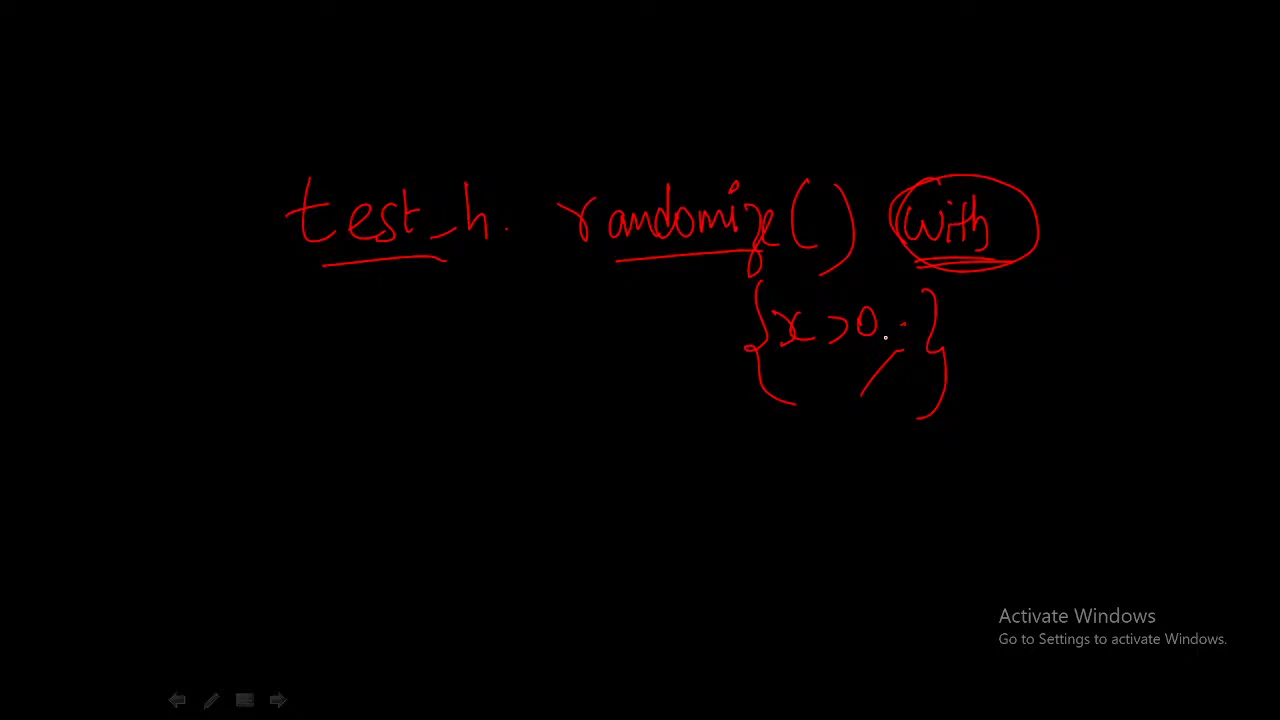 test_h. randomize() with
{x>0;}
Activate Windows
Go to Settings to activate Windows.